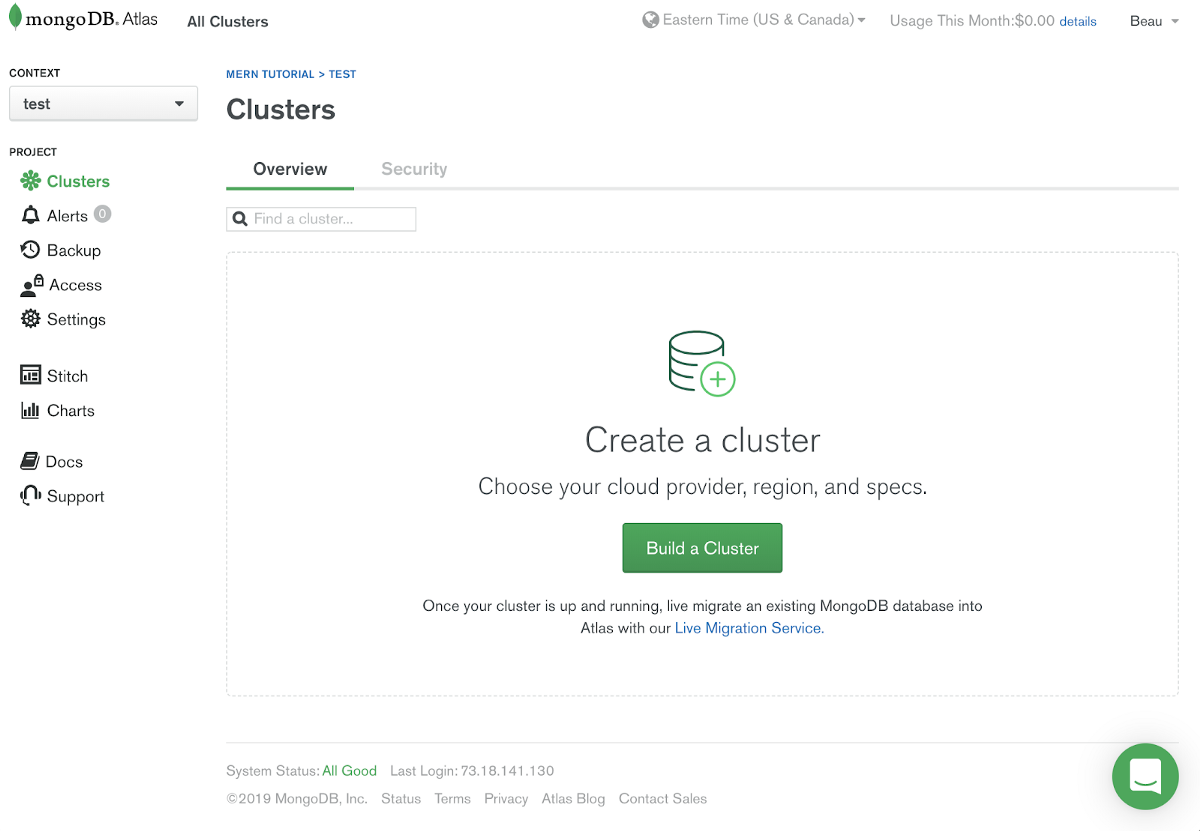 mongoDB. Atlas All Clusters Eastern Time (US & Canada) Usage This Month:$0.00 details Beau
CONTEXT
test
PROJECT
Clusters
Alerts 0
Backup
Access
Settings
Stitch
Charts
Docs
Support
MERN TUTORIAL > TEST
Clusters
Overview Security
Find a cluster...
Create a cluster
Choose your cloud provider, region, and specs.
Build a Cluster
Once your cluster is up and running, live migrate an existing MongoDB database into
Atlas with our Live Migration Service.
System Status: All Good Last Login: 73.18.141.130
©2019 MongoDB, Inc. Status Terms Privacy Atlas Blog Contact Sales